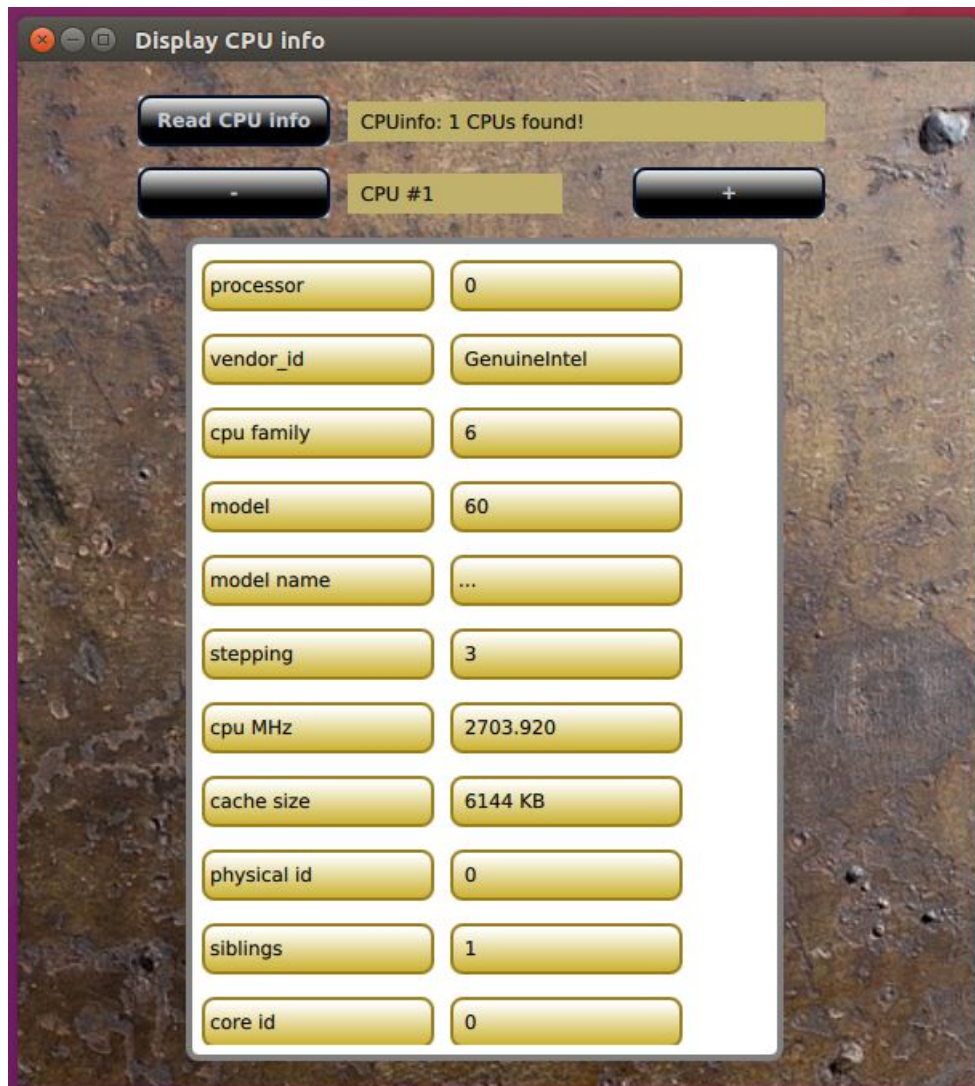 Display CPU info
Read CPU info CPUinfo: 1 CPUs found!
- CPU #1 +
processor 0
vendor_id GenuineIntel
cpu family 6
model 60
model name ...
stepping 3
cpu MHz 2703.920
cache size 6144 KB
physical id 0
siblings 1
core id 0